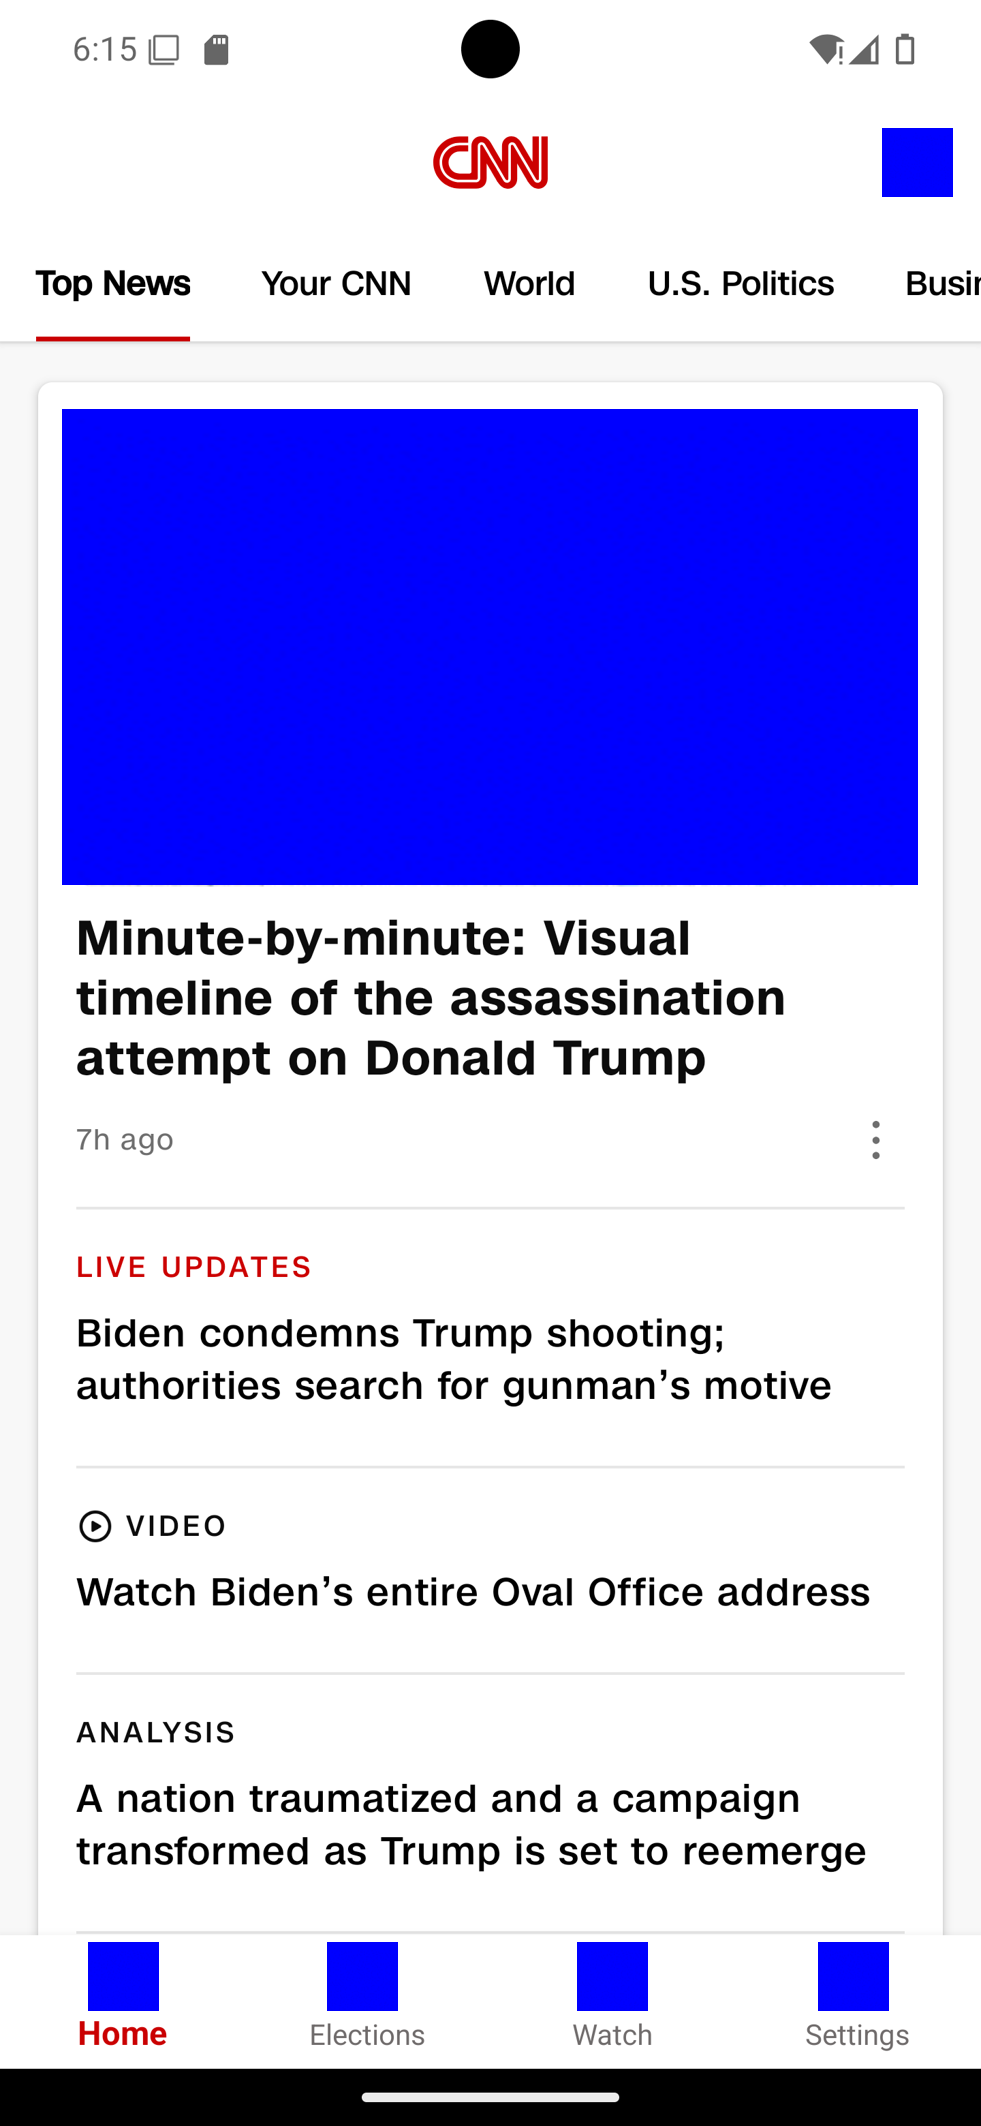 6:15
CNN
Top News
Your CNN
World
U.S. Politics
Busin
Minute-by-minute: Visual
timeline of the assassination
attempt on Donald Trump
7h ago
LIVE UPDATES
Biden condemns Trump shooting;
authorities search for gunman’s motive
VIDEO
Watch Biden’s entire Oval Office address
ANALYSIS
A nation traumatized and a campaign
transformed as Trump is set to reemerge
Home
Elections
Watch
Settings